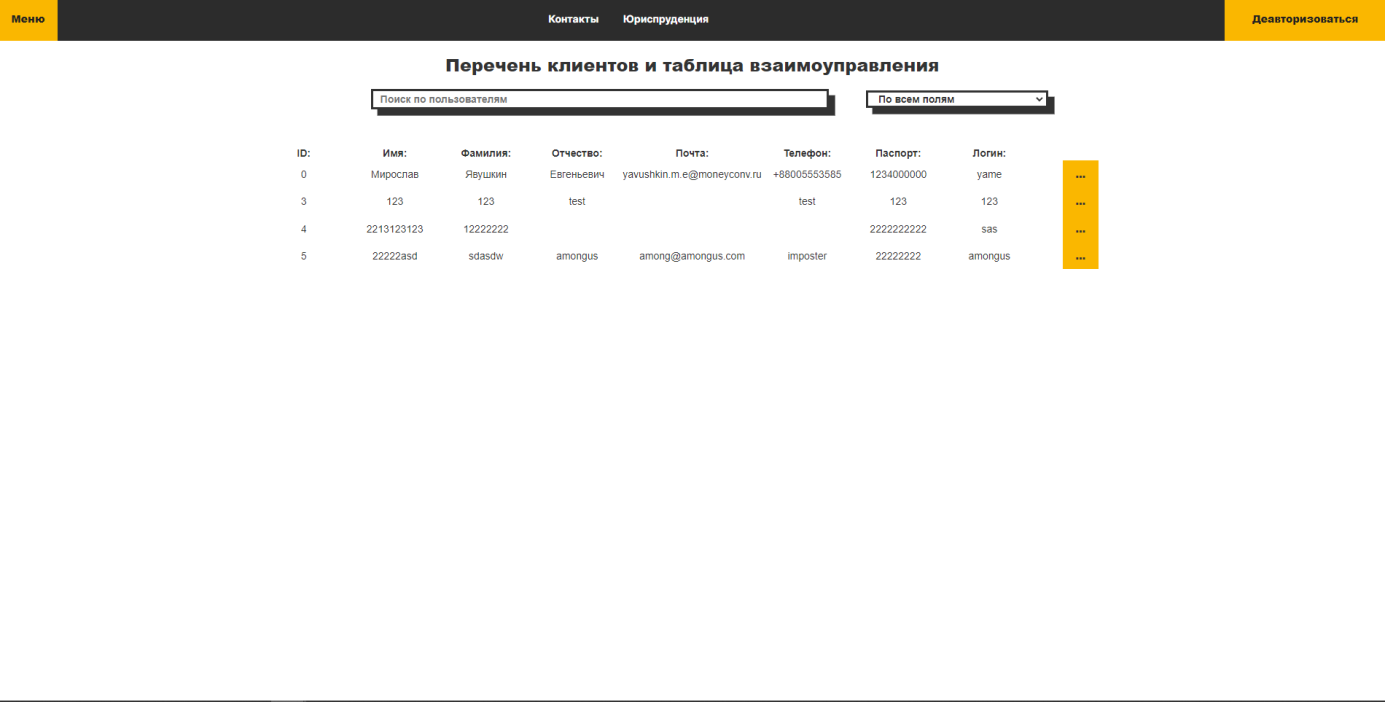 Меню Контакты Юриспруденция Деавторизоваться
Перечень клиентов и таблица взаимоуправления
Поиск по пользователям По всем полям
ID: Имя: Фамилия: Отчество: Почта: Телефон: Паспорт: Логин:
0 Мирослав Явушкин Евгеньевич yavushkin.m.e@moneyconv.ru +88005553585 1234000000 yame ...
3 123 123 test test 123 123 ...
4 2213123123 12222222 2222222222 sas ...
5 22222asd sdasdw amongus among@amongus.com imposter 22222222 amongus ...